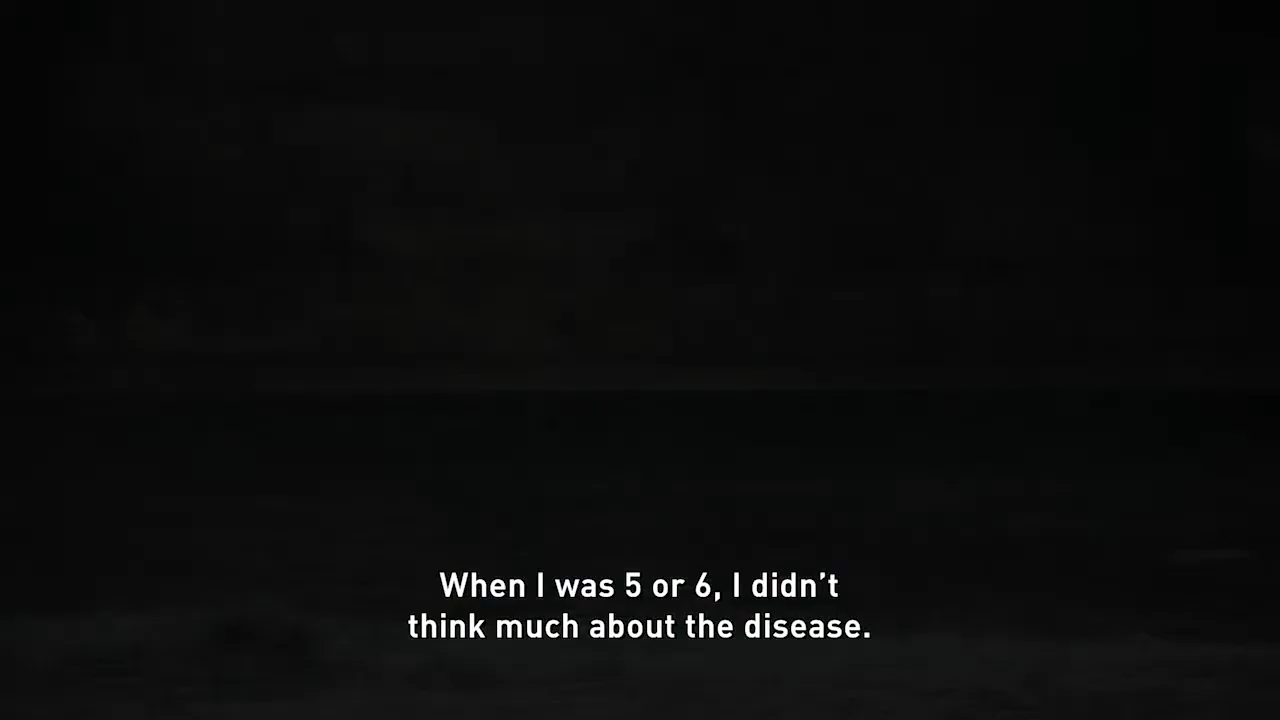 When I was 5 or 6, I didn’t
think much about the disease.